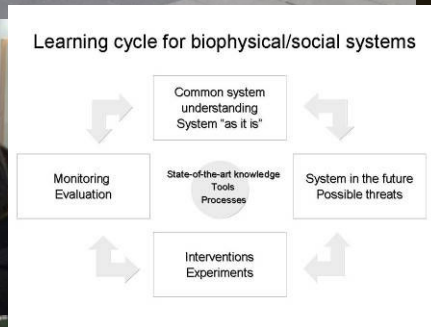 Learning cycle for biophysical/social systems
Common system
understanding
System "as it is"
Monitoring
Evaluation
State-of-the-art knowledge
Tools
Processes
System in the future
Possible threats
Interventions
Experiments